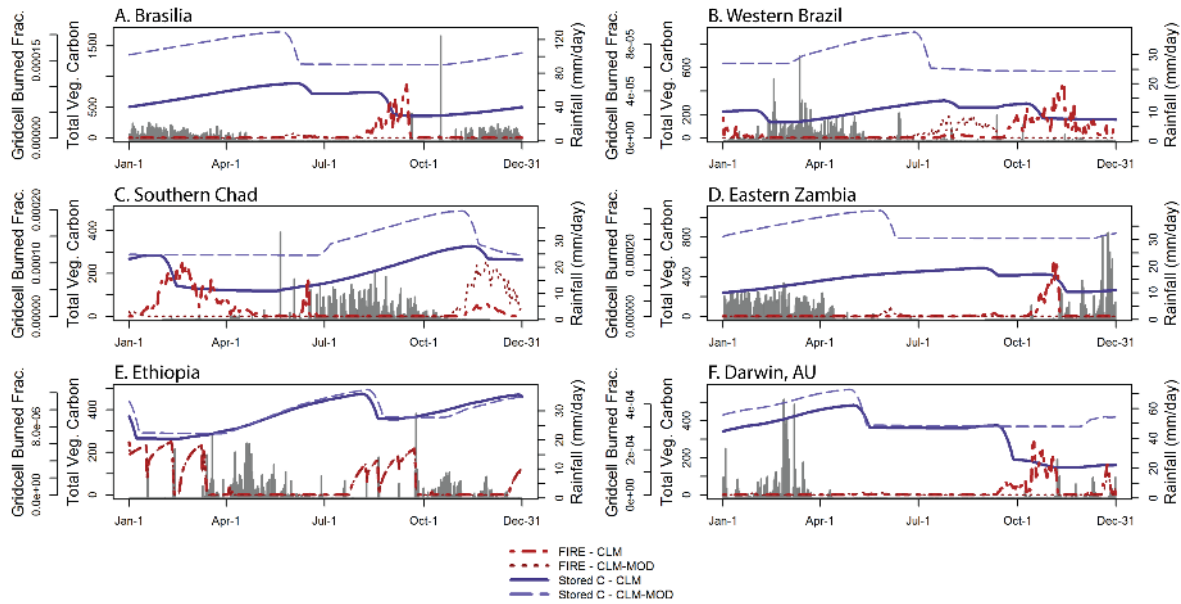 A. Brasilia
Gridcell Burned Frac.
0.00000 0.00015
Total Veg. Carbon
0 500 1500
Rainfall (mm/day)
0 40 80 120
Jan-1 Apr-1 Jul-1 Oct-1 Dec-31
B. Western Brazil
Gridcell Burned Frac.
0e+00 4e-05 8e-05
Total Veg. Carbon
0 200 600
Rainfall (mm/day)
0 10 20 30
Jan-1 Apr-1 Jul-1 Oct-1 Dec-31
C. Southern Chad
Gridcell Burned Frac.
0.00000 0.00010 0.00020
Total Veg. Carbon
0 200 400
Rainfall (mm/day)
0 10 20 30
Jan-1 Apr-1 Jul-1 Oct-1 Dec-31
D. Eastern Zambia
Gridcell Burned Frac.
0.00000 0.00020
Total Veg. Carbon
0 400 800
Rainfall (mm/day)
0 10 20 30
Jan-1 Apr-1 Jul-1 Oct-1 Dec-31
E. Ethiopia
Gridcell Burned Frac.
0.0e+00 6.0e-06
Total Veg. Carbon
0 200 400
Rainfall (mm/day)
0 10 20 30
Jan-1 Apr-1 Jul-1 Oct-1 Dec-31
F. Darwin, AU
Gridcell Burned Frac.
0e+00 2e-04 4e-04
Total Veg. Carbon
0 200 400
Rainfall (mm/day)
0 20 40 60
Jan-1 Apr-1 Jul-1 Oct-1 Dec-31
FIRE - CLM
FIRE - CLM-MOD
Stored C - CLM
Stored C - CLM-MOD